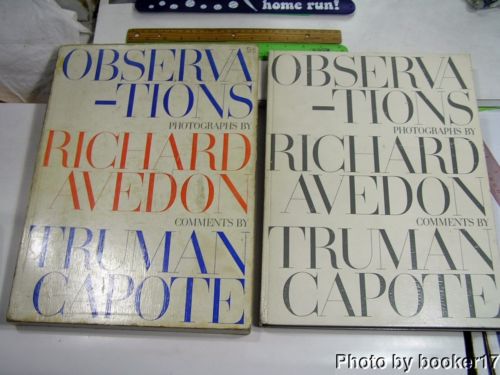 home run!
OBSERVA
-TIONS
PHOTOGRAPHS BY
RICHARD
AVEDON
COMMENTS BY
TRUMAN
CAPOTE
OBSERVA
-TIONS
PHOTOGRAPHS BY
RICHARD
AVEDON
COMMENTS BY
TRUMAN
CAPOTE
Photo by booker17